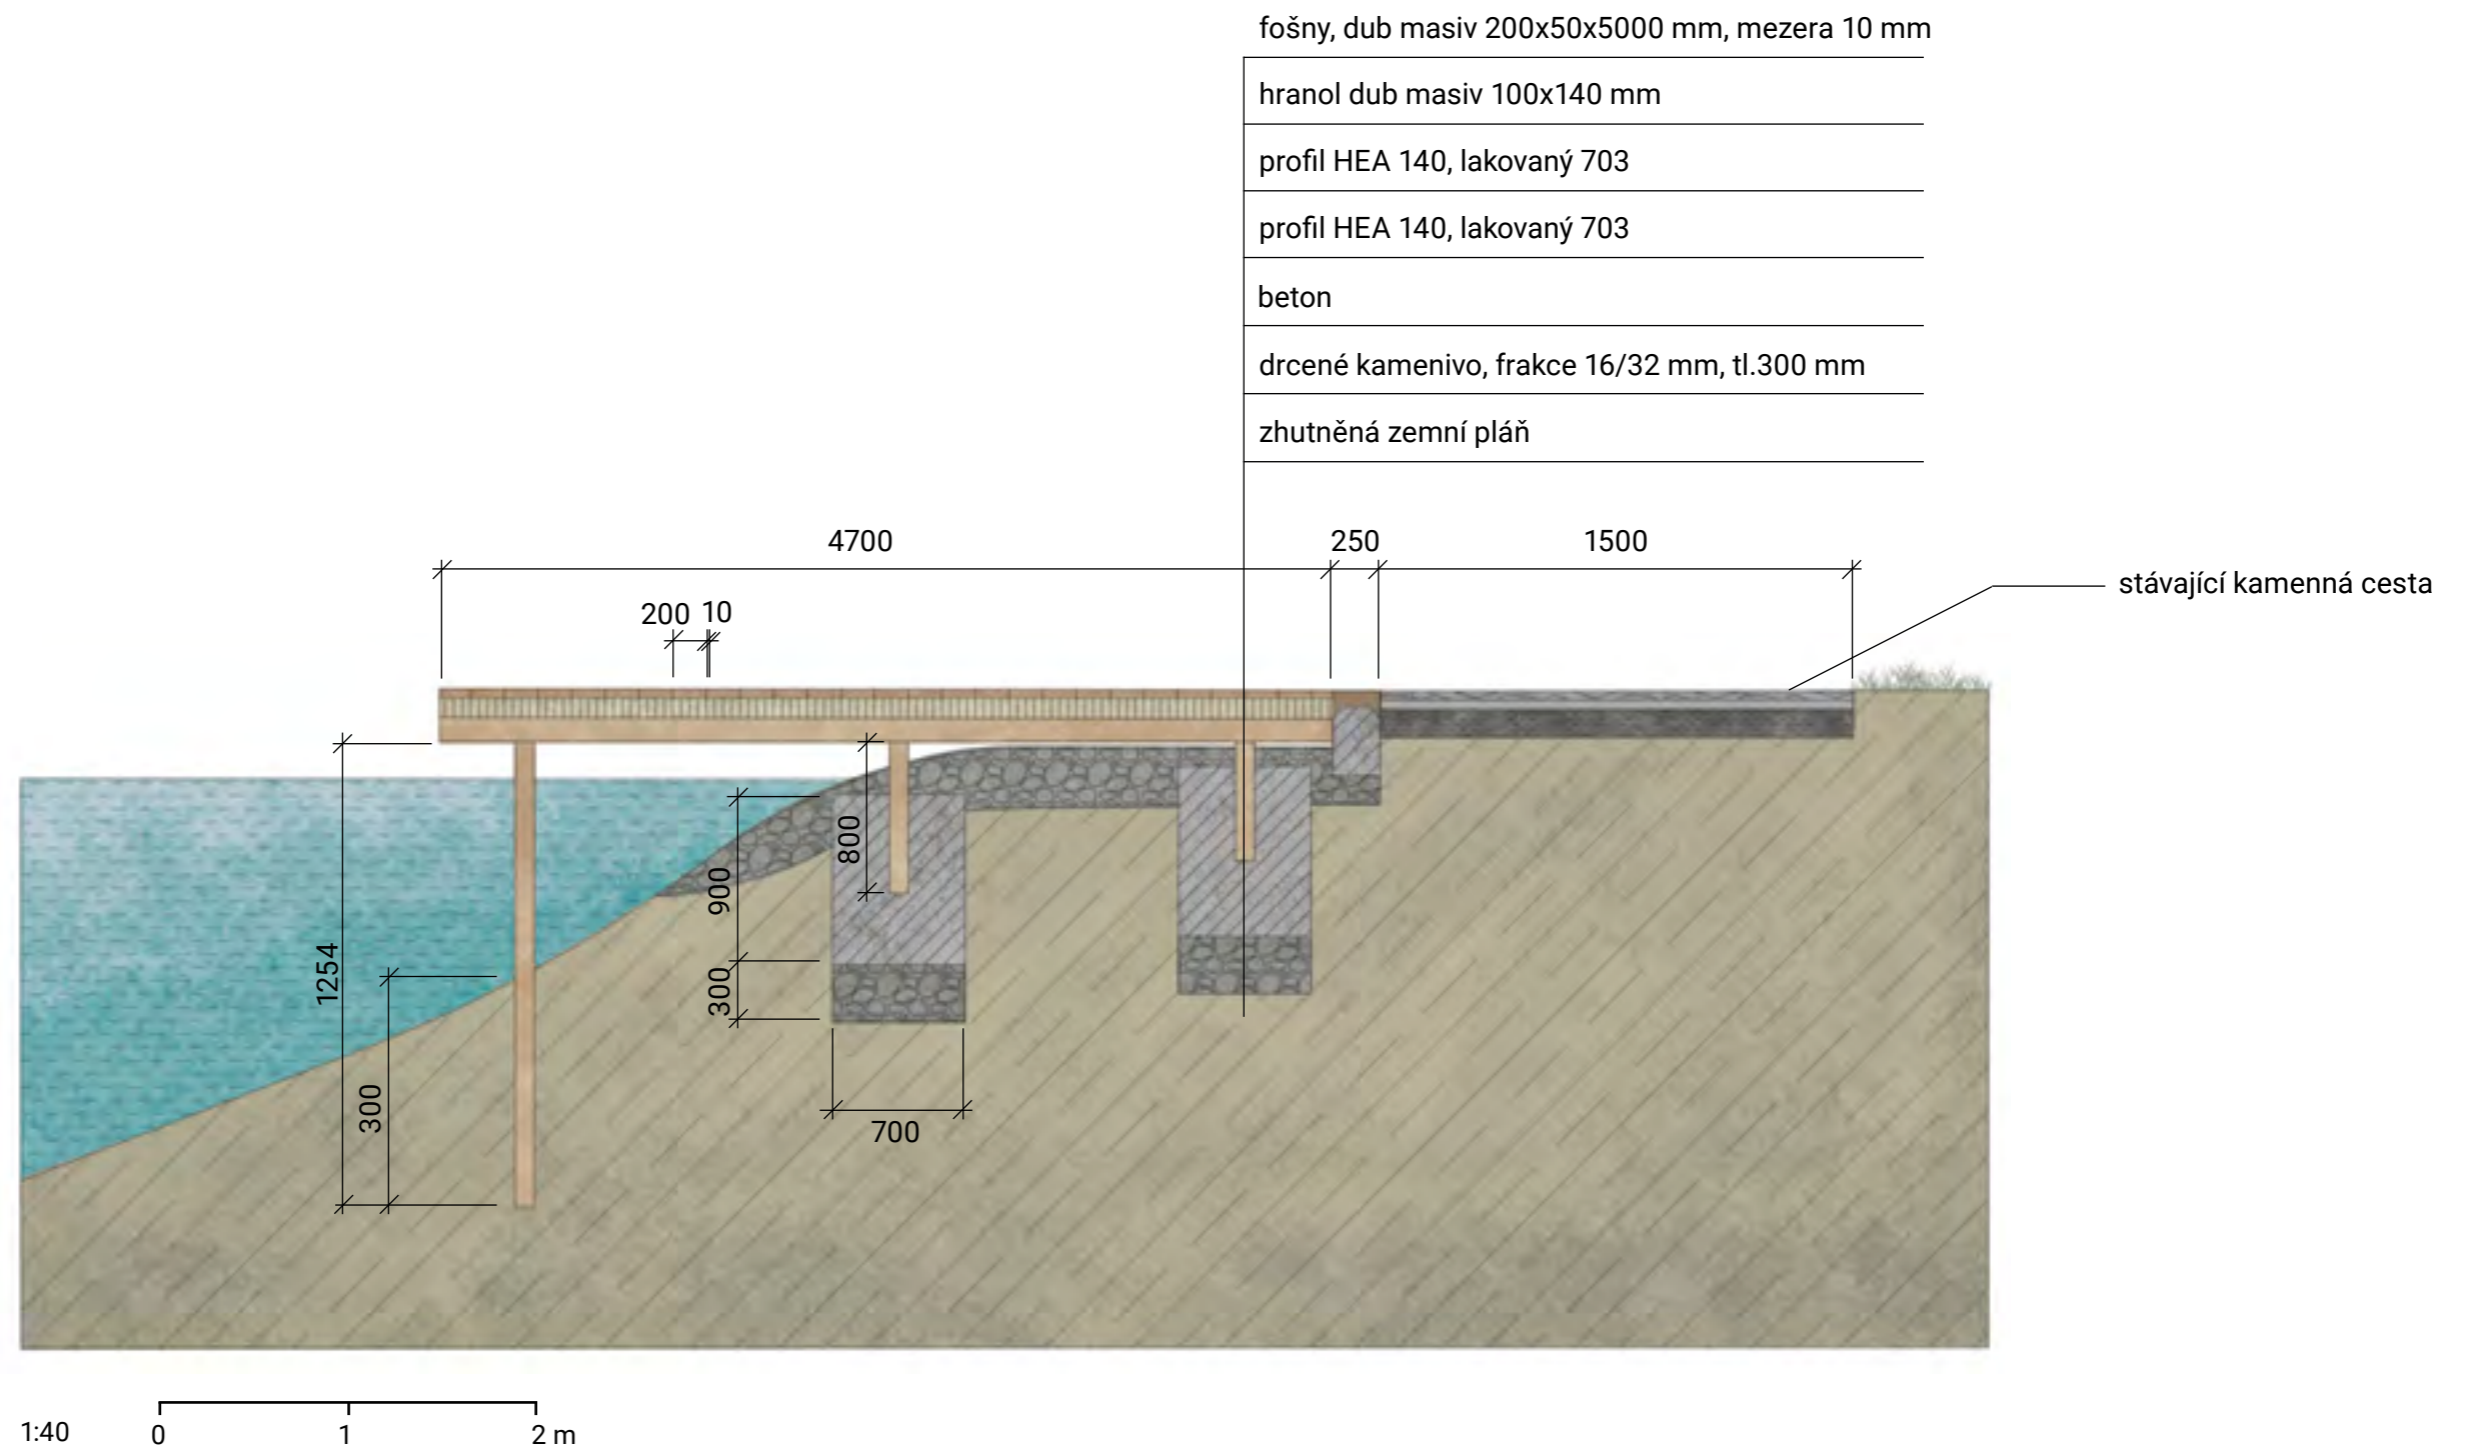 fošny, dub masiv 200x50x5000 mm, mezera 10 mm
hranol dub masiv 100x140 mm
profil HEA 140, lakovaný 703
profil HEA 140, lakovaný 703
beton
drcené kamenivo, frakce 16/32 mm, tl.300 mm
zhutněná zemní pláň
4700
250
1500
stávající kamenná cesta
200
10
800
900
1254
300
300
700
1:40
0
1
2 m